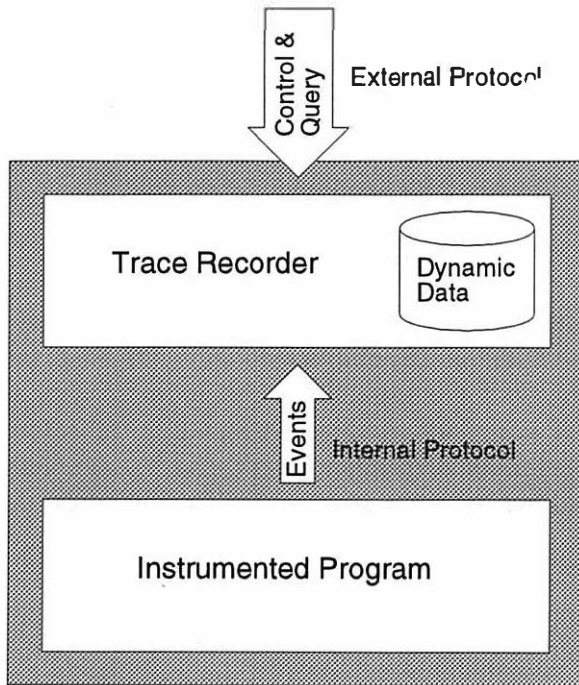 Control &
Query
External Protocol
Trace Recorder
Dynamic
Data
Events
Internal Protocol
Instrumented Program